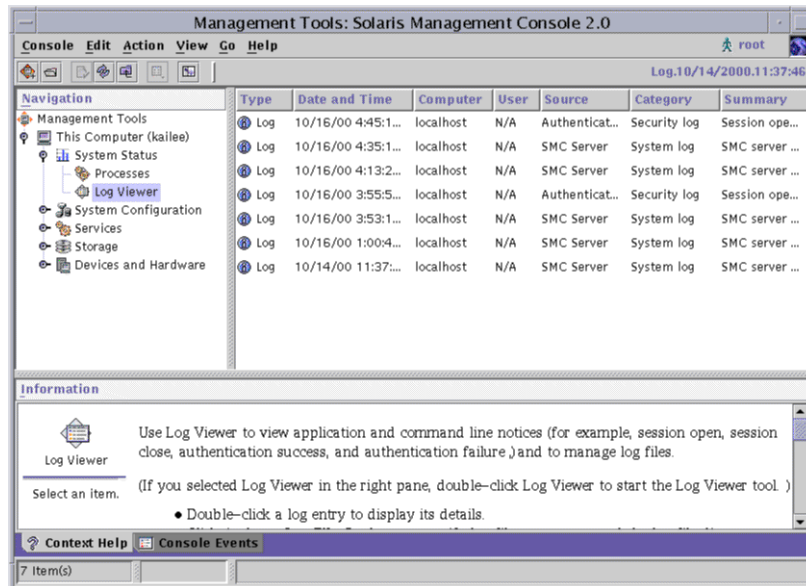 Management Tools: Solaris Management Console 2.0
Console Edit Action View Go Help
root
Log.10/14/2000.11:37:46
Navigation
Management Tools
This Computer (kailee)
System Status
Processes
Log Viewer
System Configuration
Services
Storage
Devices and Hardware
Type Date and Time Computer User Source Category Summary
Log 10/16/00 4:45:1... localhost N/A Authenticat... Security log Session ope...
Log 10/16/00 4:35:1... localhost N/A SMC Server System log SMC server ...
Log 10/16/00 4:13:2... localhost N/A SMC Server System log SMC server ...
Log 10/16/00 3:55:5... localhost N/A Authenticat... Security log Session ope...
Log 10/16/00 3:53:1... localhost N/A SMC Server System log SMC server ...
Log 10/16/00 1:00:4... localhost N/A SMC Server System log SMC server ...
Log 10/14/00 11:37:... localhost N/A SMC Server System log SMC server ...
Information
Log Viewer
Select an item.
Use Log Viewer to view application and command line notices (for example, session open, session
close, authentication success, and authentication failure,) and to manage log files.
(If you selected Log Viewer in the right pane, double-click Log Viewer to start the Log Viewer tool. )
• Double-click a log entry to display its details.
Context Help Console Events
7 Item(s)